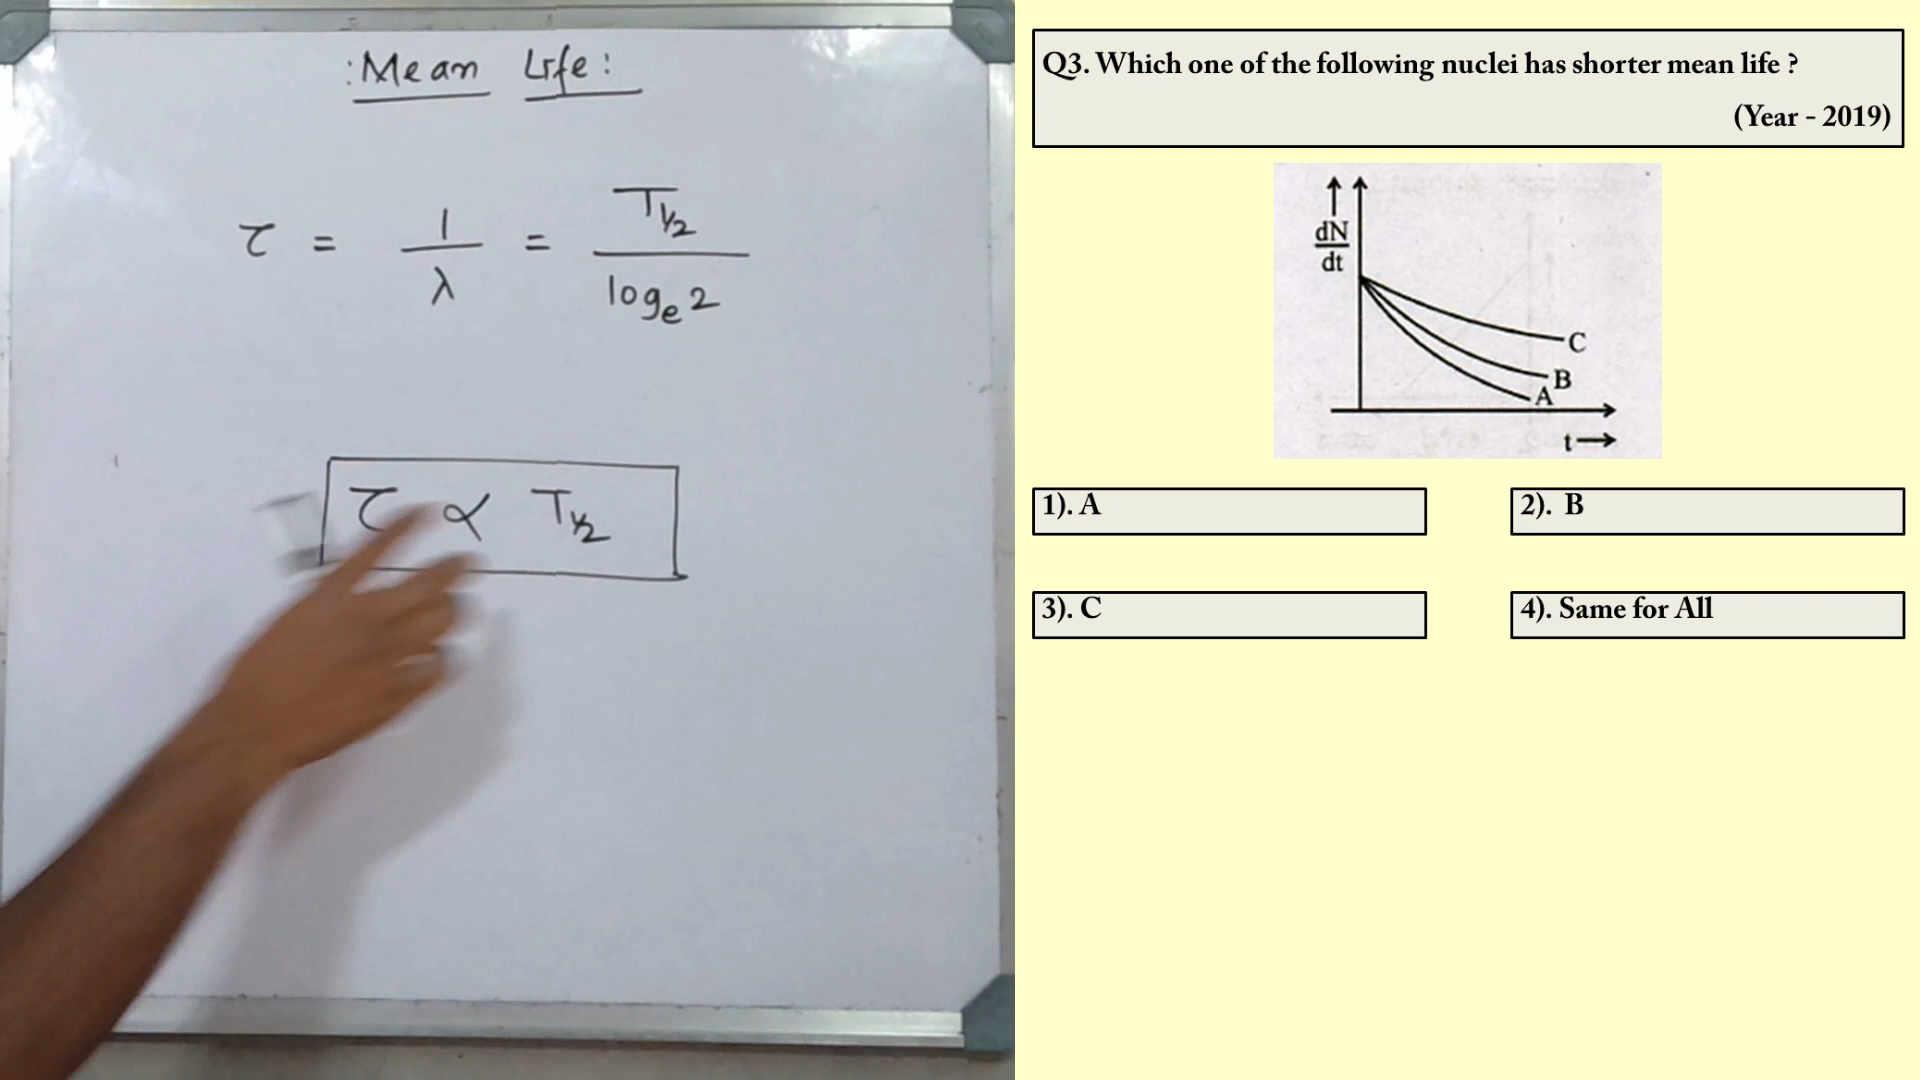 : Mean Life :
τ = 1/λ = T½/logₑ2
τ ∝ T½
Q3. Which one of the following nuclei has shorter mean life ?
(Year - 2019)
dN
dt
C
B
A
t
1). A
2). B
3). C
4). Same for All